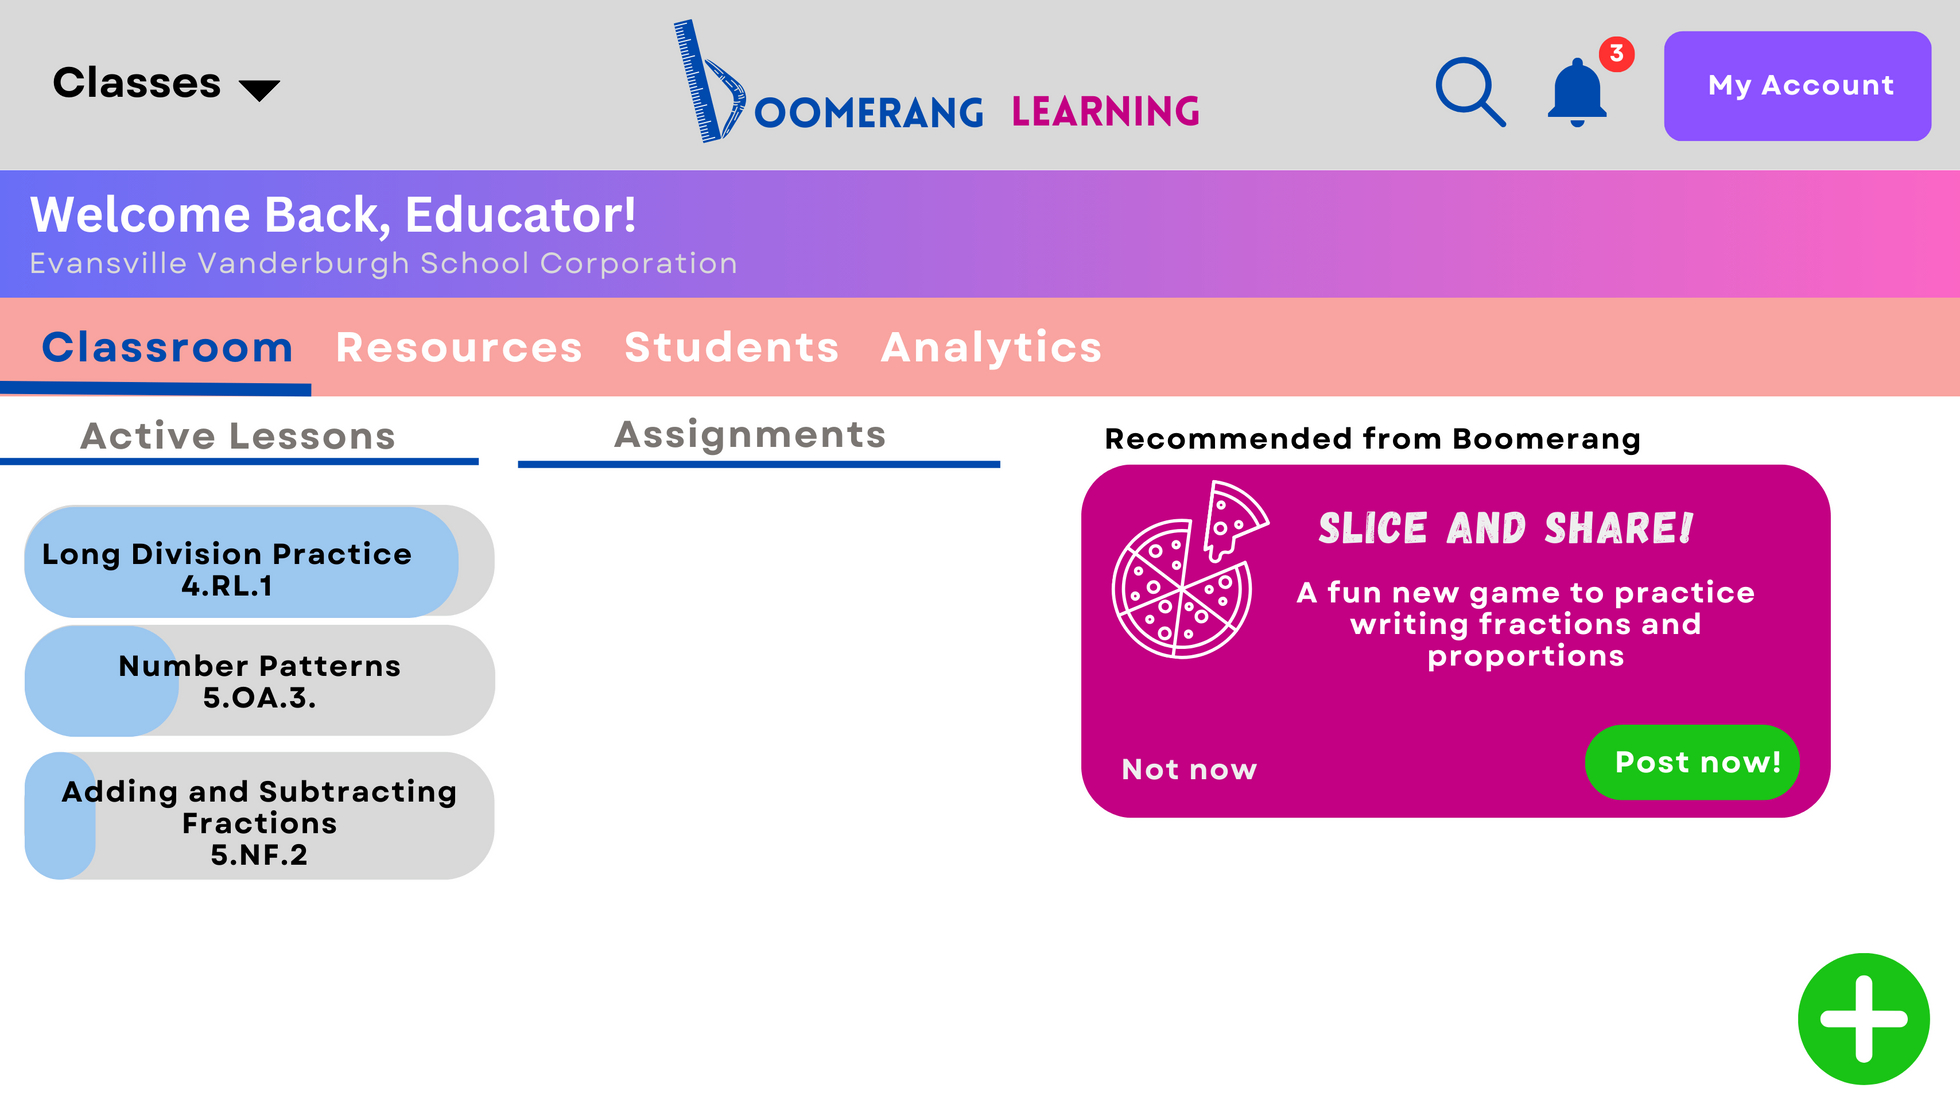 Classes
BOOMERANG LEARNING
3
My Account
Welcome Back, Educator!
Evansville Vanderburgh School Corporation
Classroom Resources Students Analytics
Active Lessons
Assignments
Recommended from Boomerang
Long Division Practice
4.RL.1
Number Patterns
5.OA.3.
Adding and Subtracting
Fractions
5.NF.2
SLICE AND SHARE!
A fun new game to practice
writing fractions and
proportions
Not now
Post now!